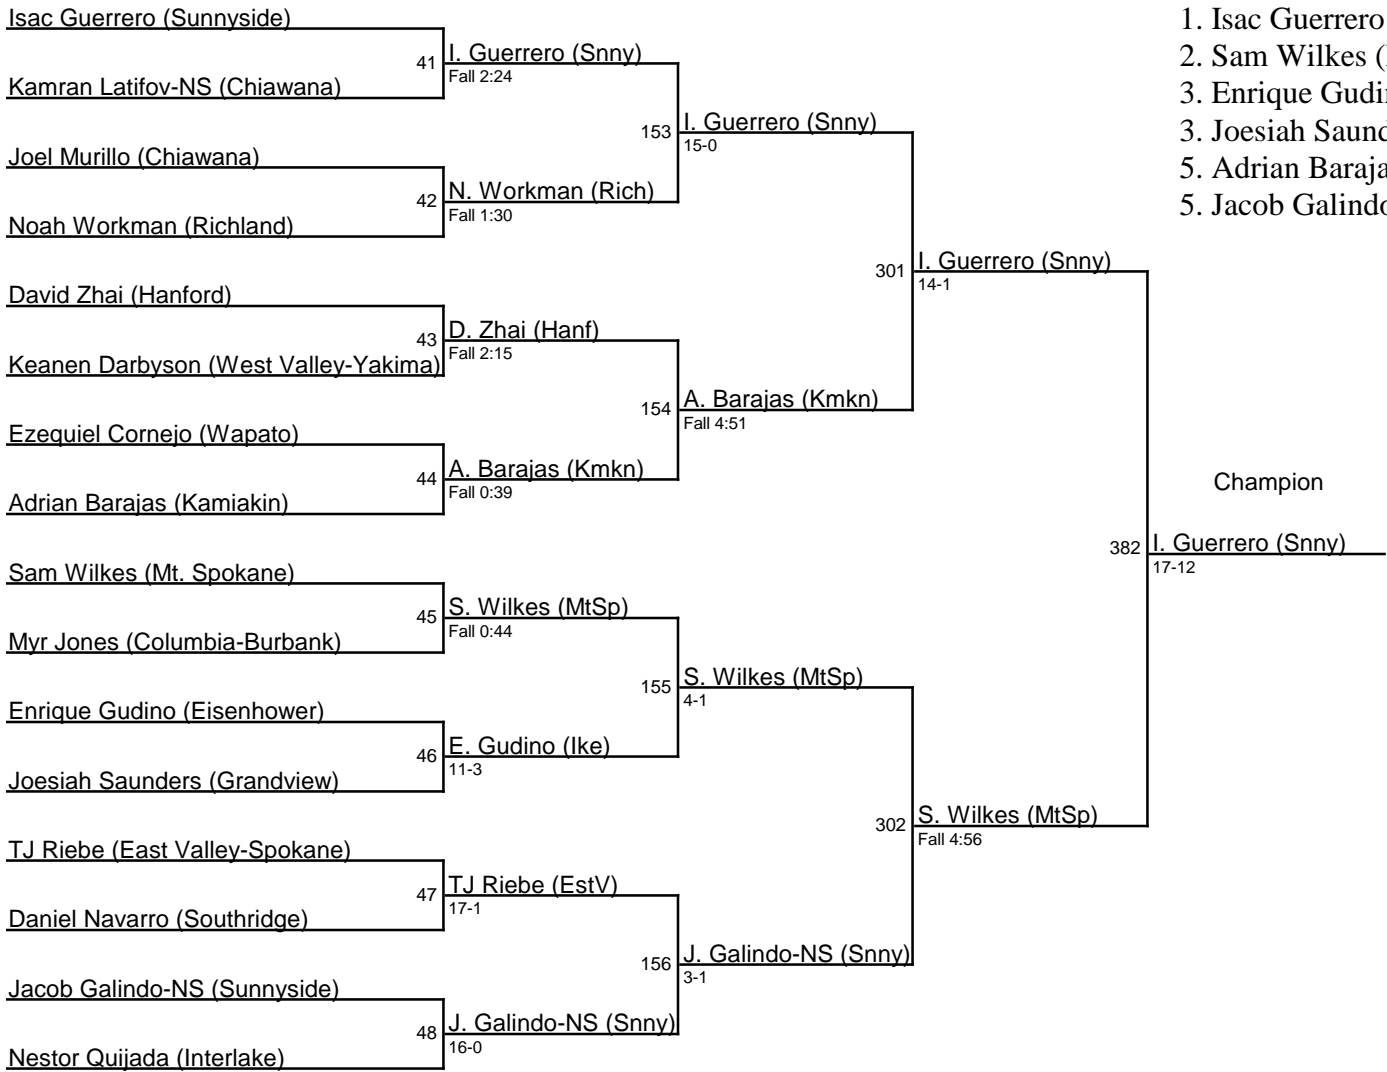 Isac Guerrero (Sunnyside)
Kamran Latifov-NS (Chiawana)
Joel Murillo (Chiawana)
Noah Workman (Richland)
David Zhai (Hanford)
Keanen Darbyson (West Valley-Yakima)
Ezequiel Cornejo (Wapato)
Adrian Barajas (Kamiakin)
Sam Wilkes (Mt. Spokane)
Myr Jones (Columbia-Burbank)
Enrique Gudino (Eisenhower)
Joesiah Saunders (Grandview)
TJ Riebe (East Valley-Spokane)
Daniel Navarro (Southridge)
Jacob Galindo-NS (Sunnyside)
Nestor Quijada (Interlake)
41 I. Guerrero (Snny)
Fall 2:24
42 N. Workman (Rich)
Fall 1:30
43 D. Zhai (Hanf)
Fall 2:15
44 A. Barajas (Kmkn)
Fall 0:39
45 S. Wilkes (MtSp)
Fall 0:44
46 E. Gudino (Ike)
11-3
47 TJ Riebe (EstV)
17-1
48 J. Galindo-NS (Snny)
16-0
153 I. Guerrero (Snny)
15-0
154 A. Barajas (Kmkn)
Fall 4:51
155 S. Wilkes (MtSp)
4-1
156 J. Galindo-NS (Snny)
3-1
301 I. Guerrero (Snny)
14-1
302 S. Wilkes (MtSp)
Fall 4:56
Champion
382 I. Guerrero (Snny)
17-12
1. Isac Guerrero
2. Sam Wilkes (
3. Enrique Gudi
3. Joesiah Saund
5. Adrian Baraja
5. Jacob Galindo